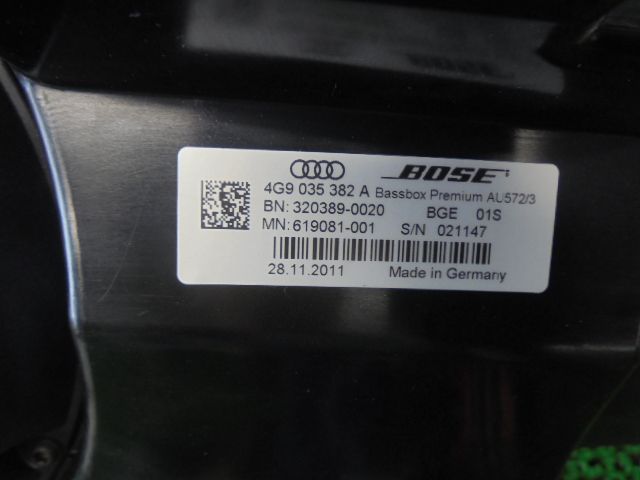 BOSE
4G9 035 382 A Bassbox Premium AU572/3
BN: 320389-0020 BGE 01S
MN: 619081-001 S/N 021147
28.11.2011 Made in Germany